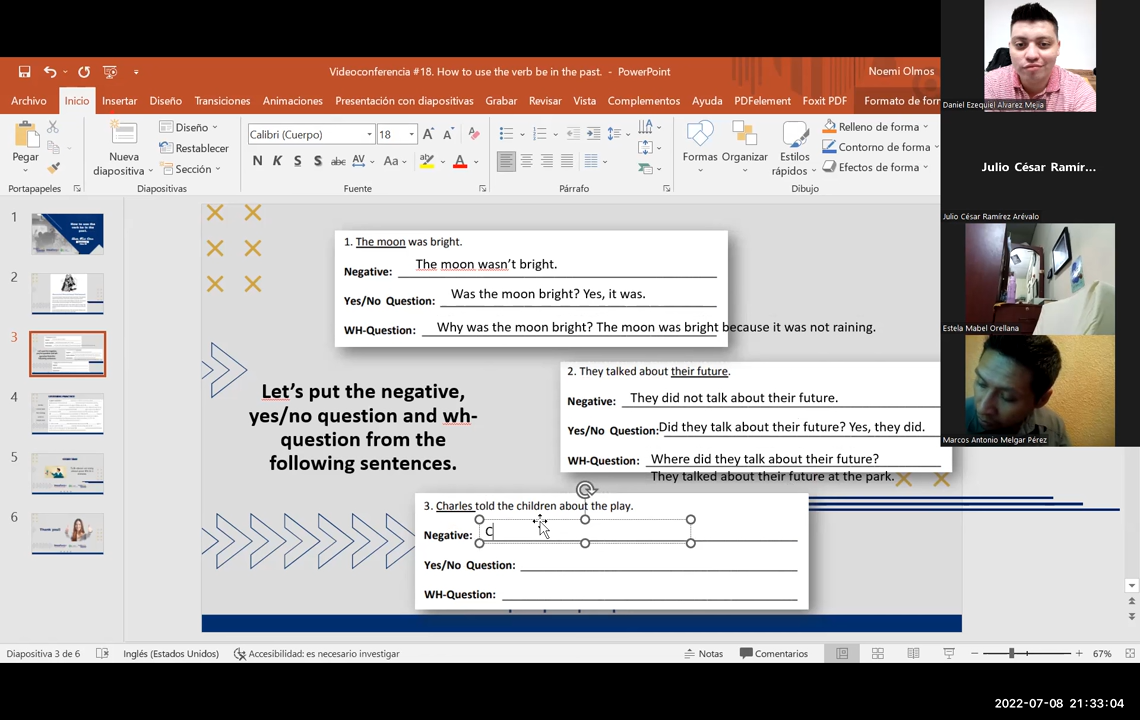 Videoconferencia #18. How to use the verb be in the past. - PowerPoint
Noemi Olmos
Archivo Inicio Insertar Diseño Transiciones Animaciones Presentación con diapositivas Grabar Revisar Vista Complementos Ayuda PDFelement Foxit PDF Formato de for
Pegar
Nueva
diapositiva
Diseño
Restablecer
Sección
Calibri (Cuerpo) 18
N K S S abc AV Aa A
Formas Organizar Estilos
rápidos
Relleno de forma
Contorno de forma
Efectos de forma
Portapapeles Diapositivas Fuente Párrafo Dibujo
1
2
3
4
5
6
1. The moon was bright.
Negative: The moon wasn't bright.
Yes/No Question: Was the moon bright? Yes, it was.
WH-Question: Why was the moon bright? The moon was bright because it was not raining.
Let's put the negative,
yes/no question and wh-
question from the
following sentences.
2. They talked about their future.
Negative: They did not talk about their future.
Yes/No Question: Did they talk about their future? Yes, they did.
WH-Question: Where did they talk about their future?
They talked about their future at the park.
3. Charles told the children about the play.
Negative: C
Yes/No Question:
WH-Question:
Diapositiva 3 de 6 Inglés (Estados Unidos) Accesibilidad: es necesario investigar Notas Comentarios 67%
Daniel Ezequiel Alvarez Mejia
Julio César Ramír...
Julio César Ramírez Arévalo
Estela Mabel Orellana
Marcos Antonio Melgar Pérez
2022-07-08 21:33:04